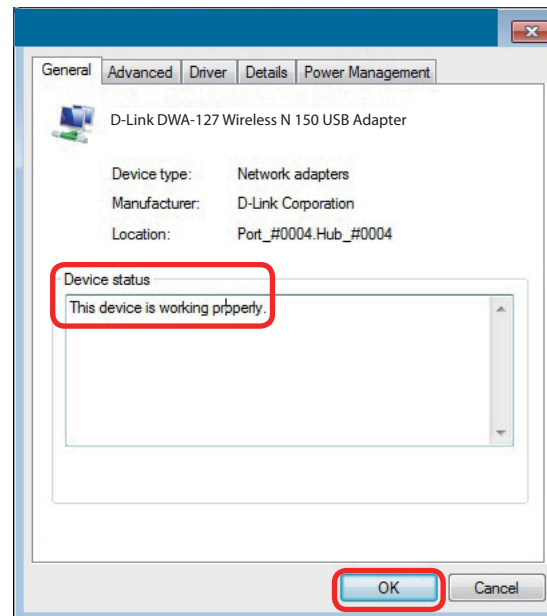 General Advanced Driver Details Power Management
D-Link DWA-127 Wireless N 150 USB Adapter
Device type: Network adapters
Manufacturer: D-Link Corporation
Location: Port_#0004.Hub_#0004
Device status
This device is working properly.
OK Cancel